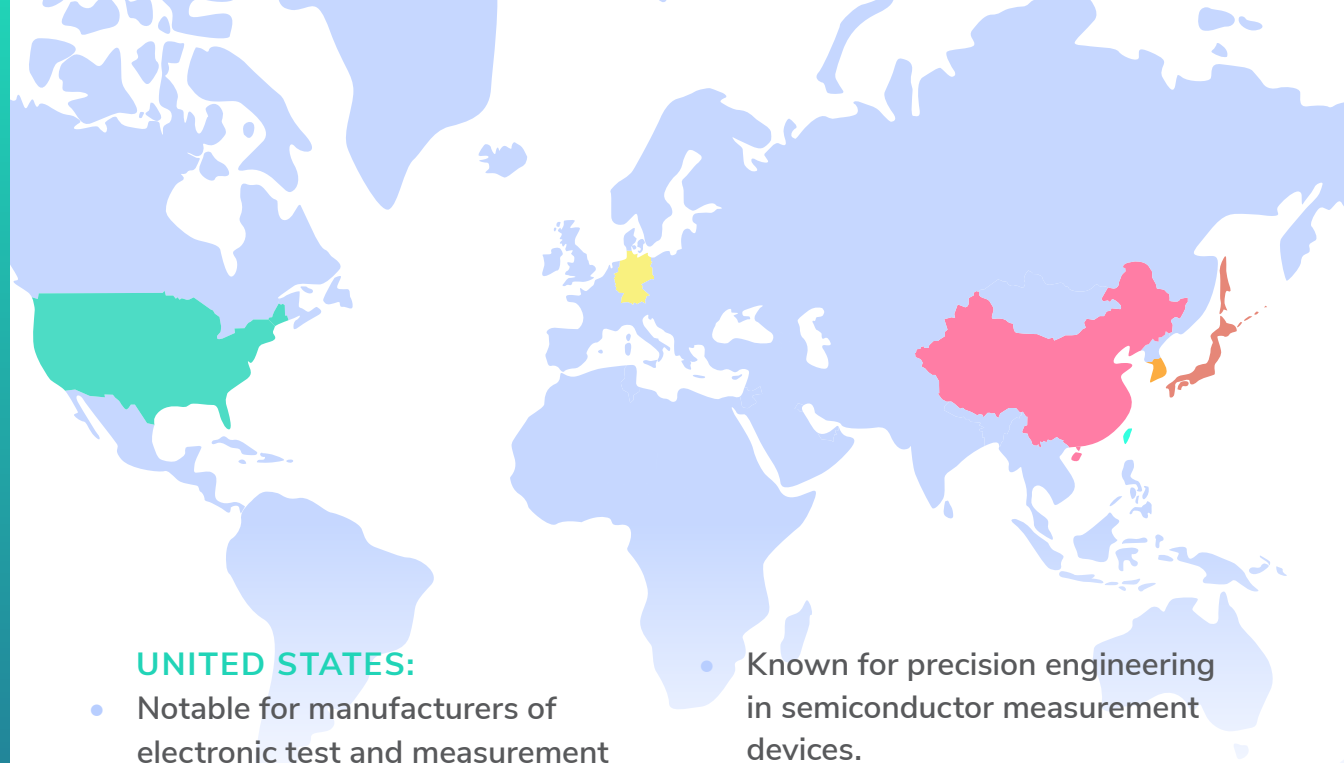 UNITED STATES:
Notable for manufacturers of
electronic test and measurement
Known for precision engineering
in semiconductor measurement
devices.